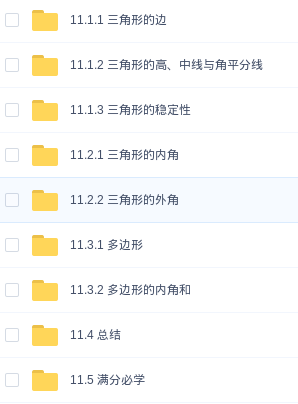 11.1.1 三角形的边
11.1.2 三角形的高、中线与角平分线
11.1.3 三角形的稳定性
11.2.1 三角形的内角
11.2.2 三角形的外角
11.3.1 多边形
11.3.2 多边形的内角和
11.4 总结
11.5 满分必学